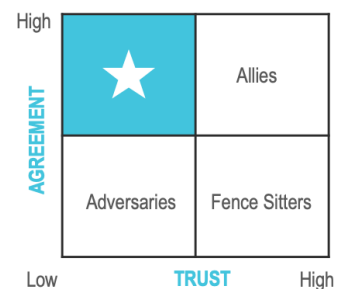 High
Allies
AGREEMENT
Adversaries
Fence Sitters
Low
TRUST
High